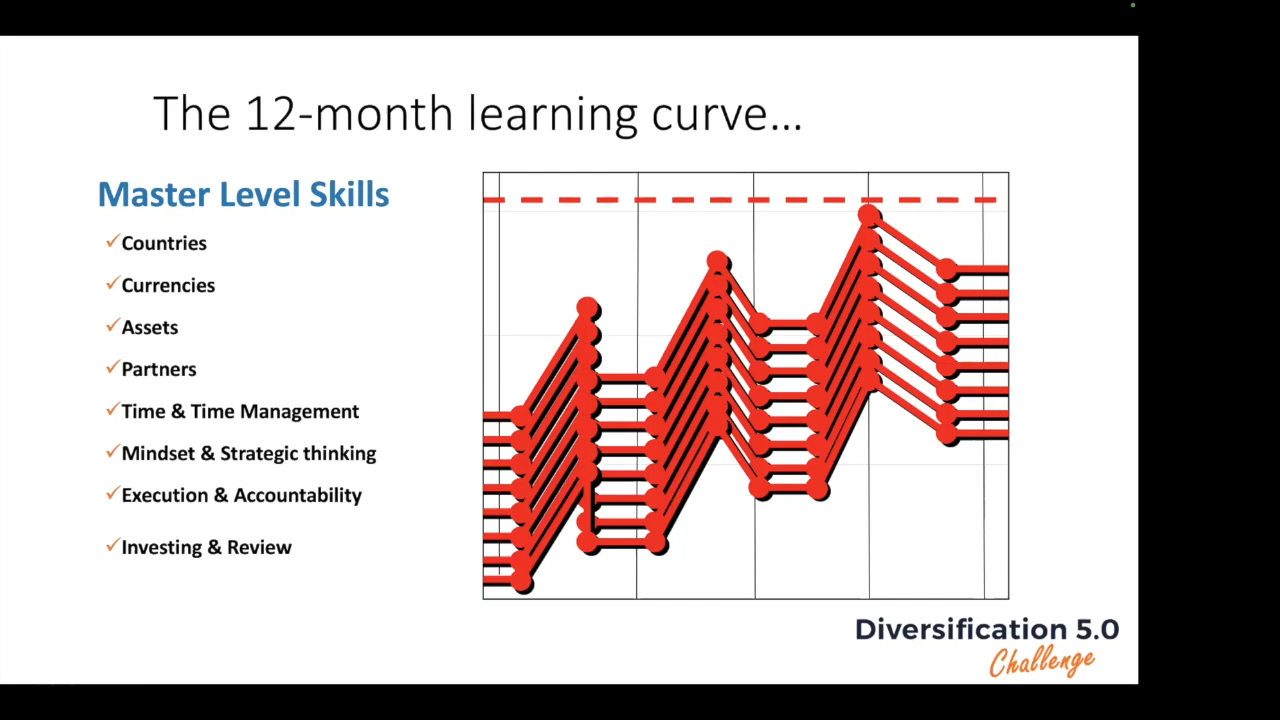 The 12-month learning curve...
Master Level Skills
Countries
Currencies
Assets
Partners
Time & Time Management
Mindset & Strategic thinking
Execution & Accountability
Investing & Review
Diversification 5.0
Challenge